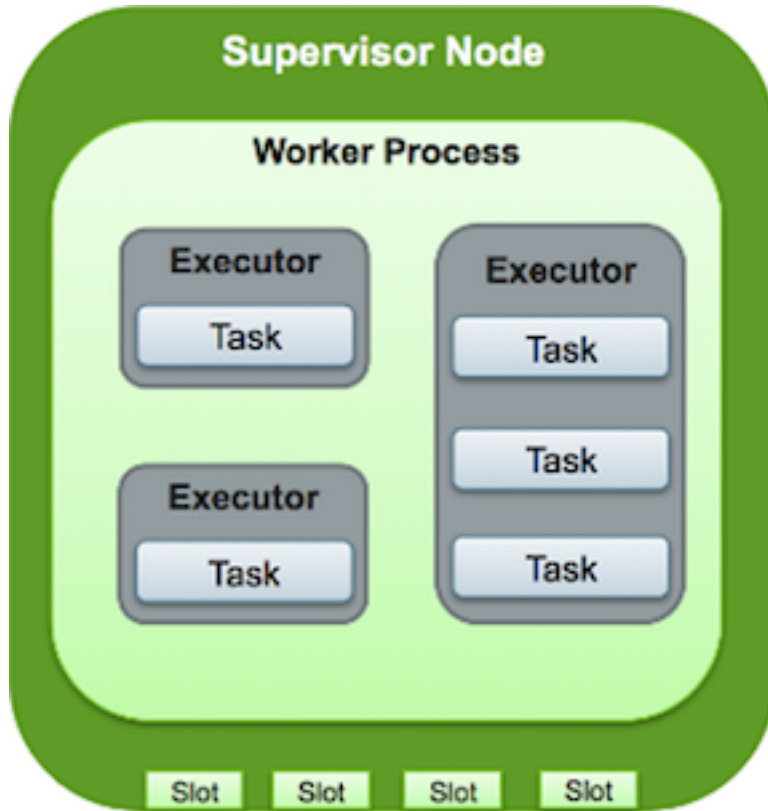 Supervisor Node
Worker Process
Executor
Task
Executor
Task
Executor
Task
Task
Task
Slot
Slot
Slot
Slot